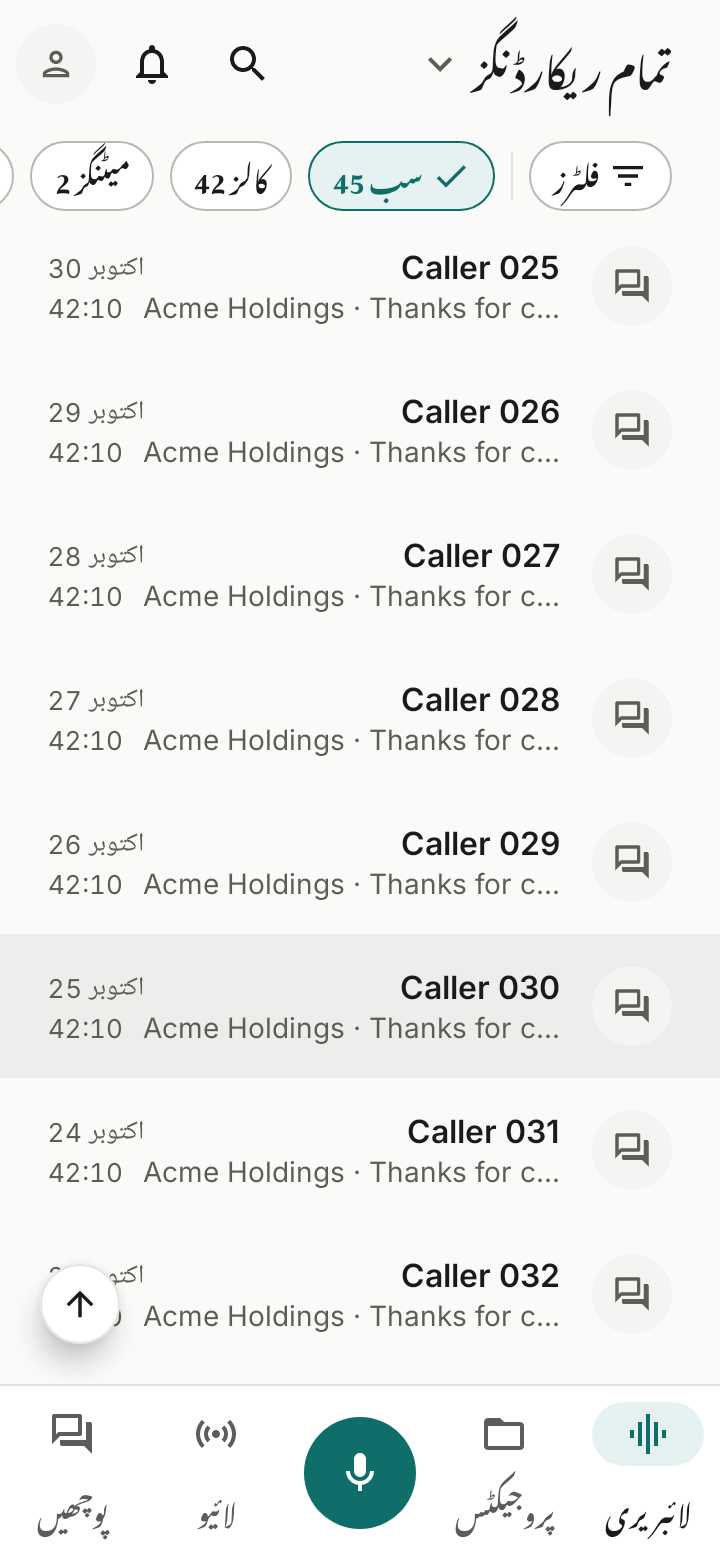 تمام ریکارڈنگز
فلٹرز
سب 45
کالز 42
میٹنگز 2
Caller 025
30 اکتوبر
Acme Holdings · Thanks for c...
42:10
Caller 026
29 اکتوبر
Acme Holdings · Thanks for c...
42:10
Caller 027
28 اکتوبر
Acme Holdings · Thanks for c...
42:10
Caller 028
27 اکتوبر
Acme Holdings · Thanks for c...
42:10
Caller 029
26 اکتوبر
Acme Holdings · Thanks for c...
42:10
Caller 030
25 اکتوبر
Acme Holdings · Thanks for c...
42:10
Caller 031
24 اکتوبر
Acme Holdings · Thanks for c...
42:10
Caller 032
Acme Holdings · Thanks for c...
لائبریری
پروجیکٹس
لائیو
پوچھیں